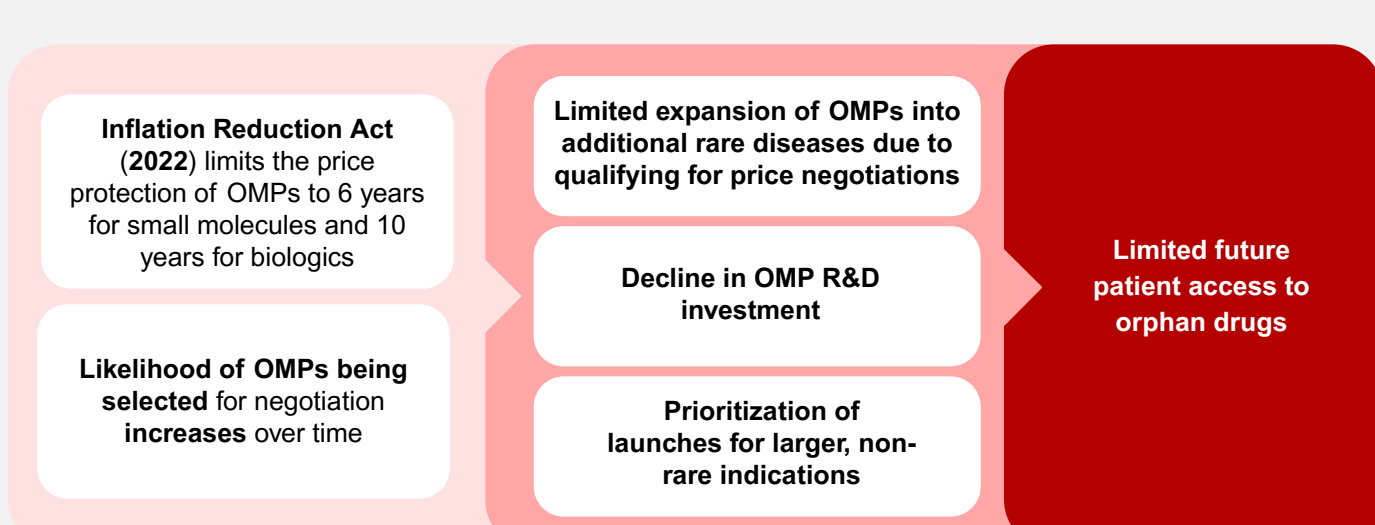 Inflation Reduction Act
(2022) limits the price
protection of OMPs to 6 years
for small molecules and 10
years for biologics
Likelihood of OMPs being
selected for negotiation
increases over time
Limited expansion of OMPs into
additional rare diseases due to
qualifying for price negotiations
Decline in OMP R&D
investment
Prioritization of
launches for larger, non-
rare indications
Limited future
patient access to
orphan drugs